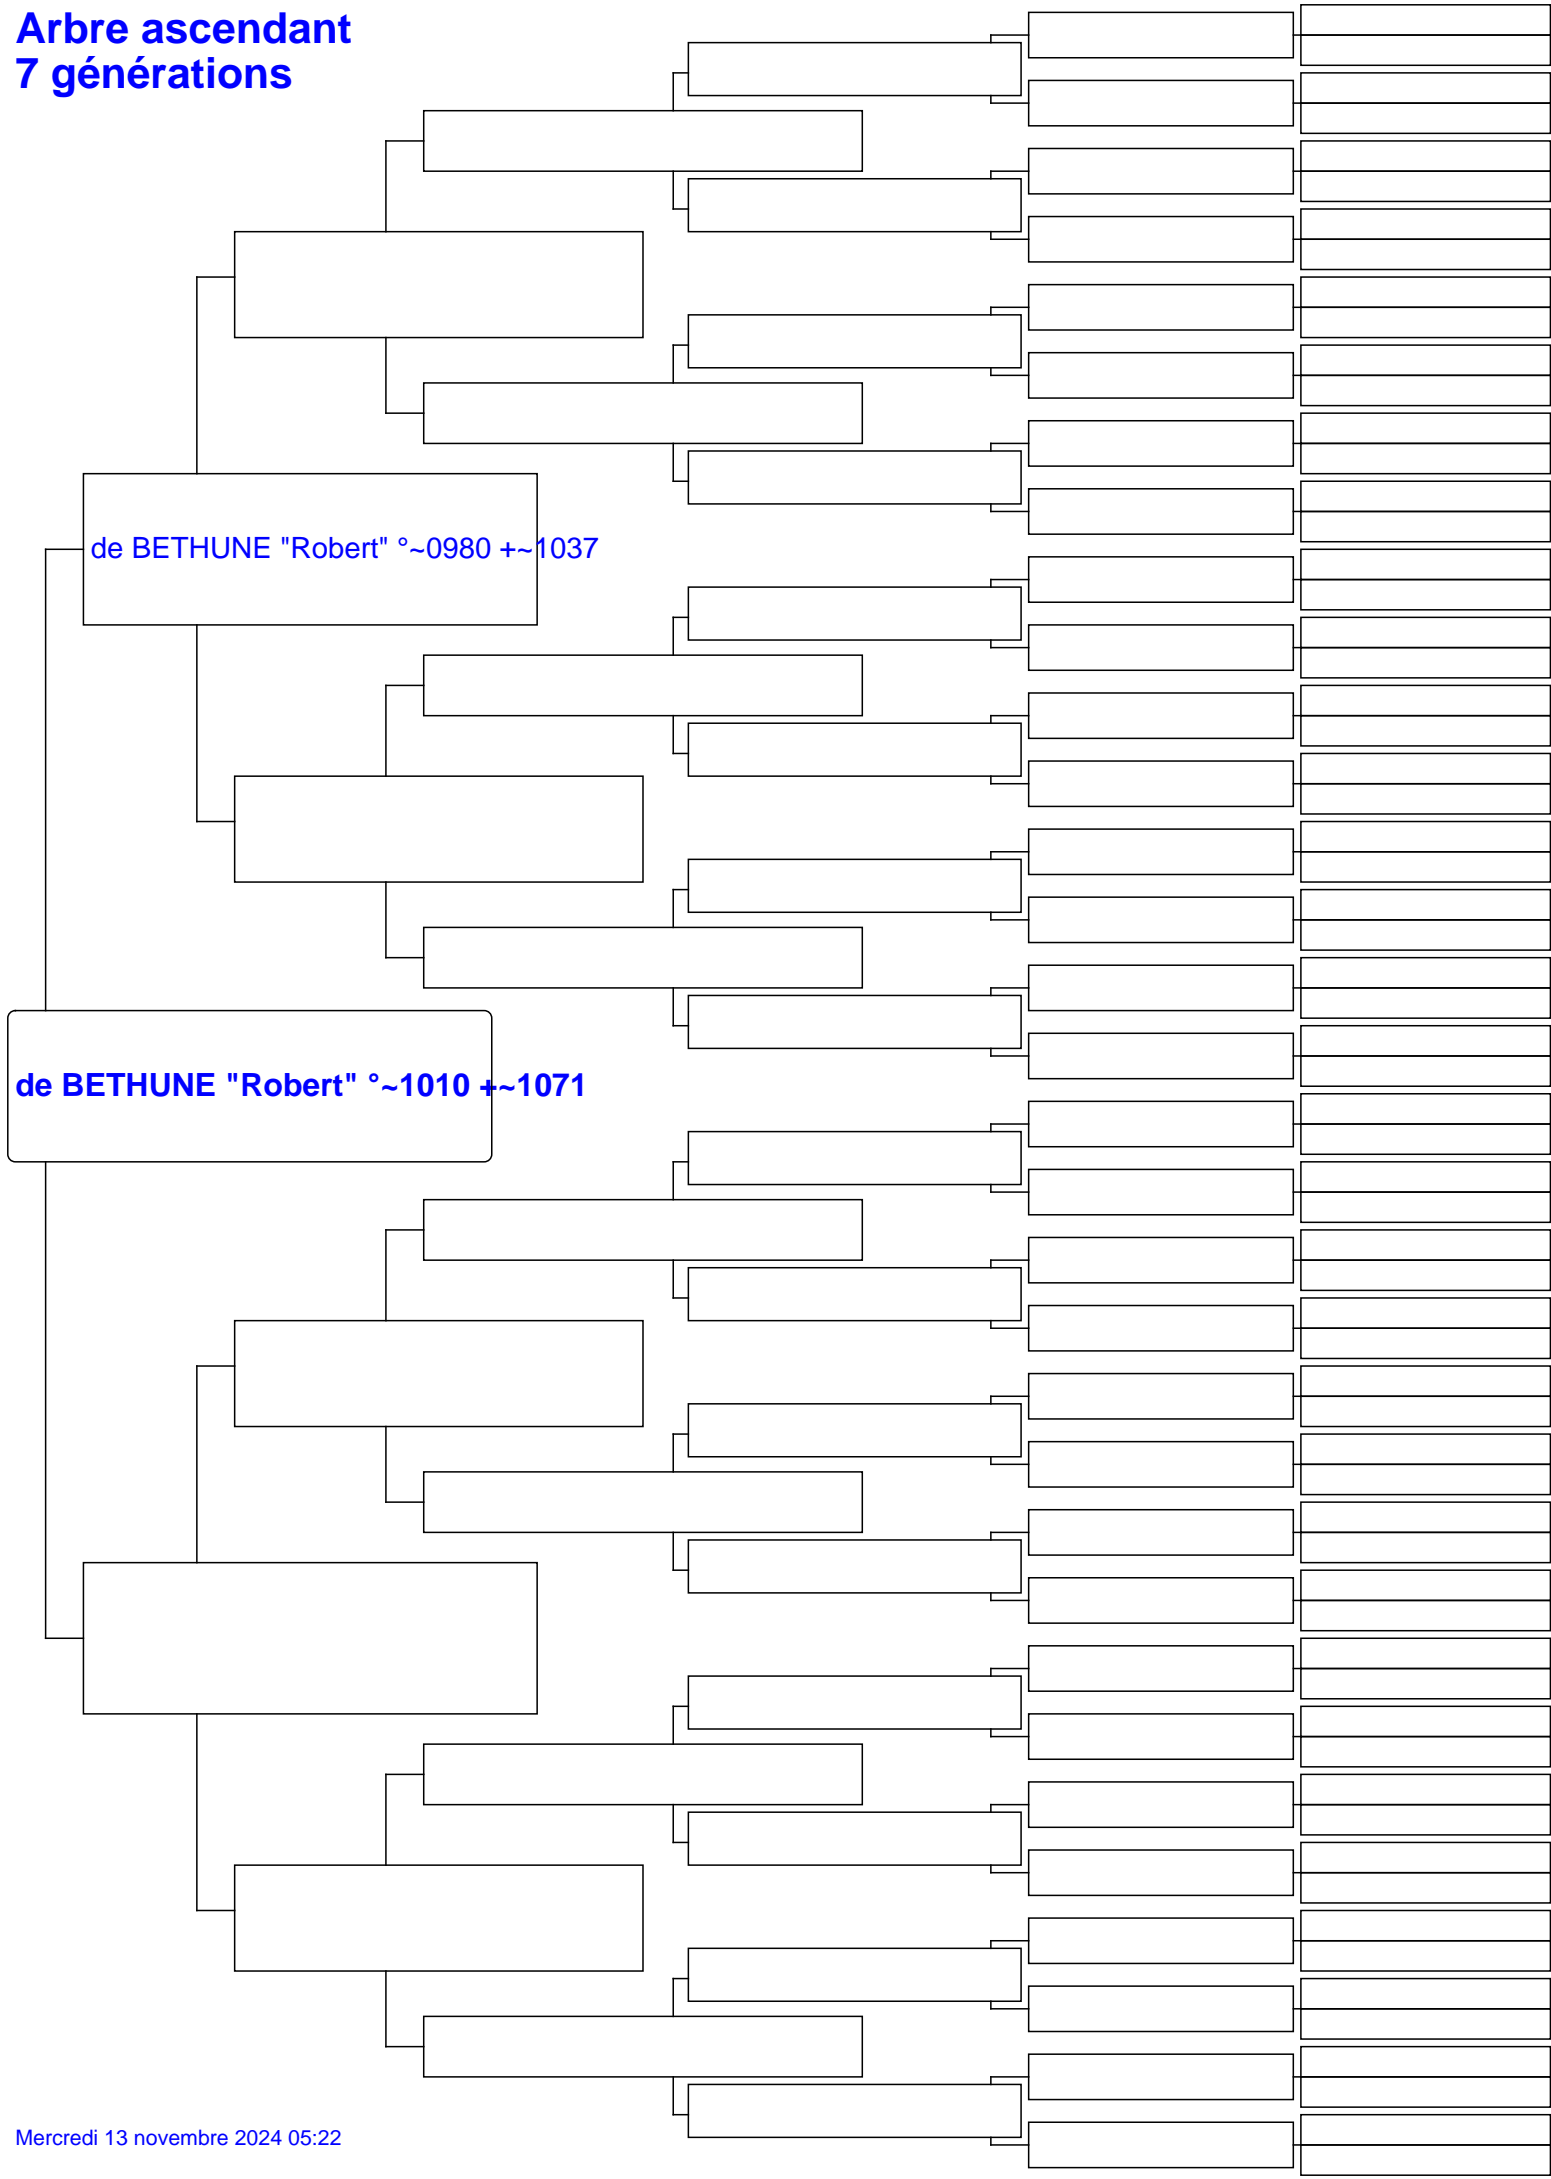 Arbre ascendant
7 générations
de BETHUNE "Robert" °~0980 +~1037
de BETHUNE "Robert" °~1010 +~1071
Mercredi 13 novembre 2024 05:22